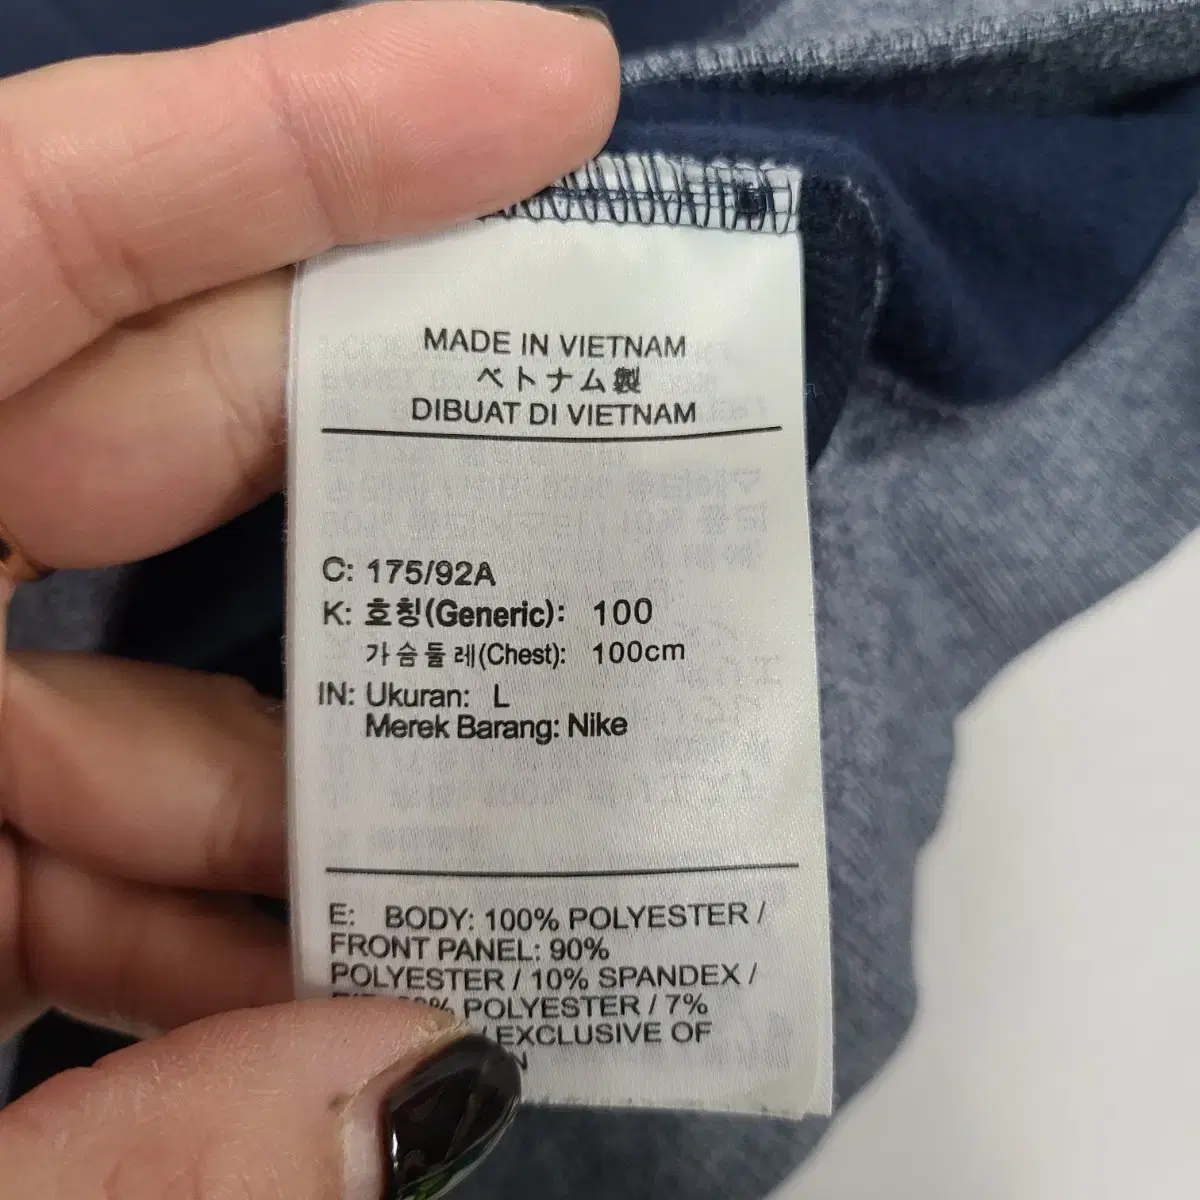 MADE IN VIETNAM
ベトナム製
DIBUAT DI VIETNAM
C: 175/92A
K: 호칭(Generic): 100
가슴둘레(Chest): 100cm
IN: Ukuran: L
Merek Barang: Nike
E: BODY: 100% POLYESTER /
FRONT PANEL: 90%
POLYESTER / 10% SPANDEX /
POLYESTER / 7%
/ EXCLUSIVE OF